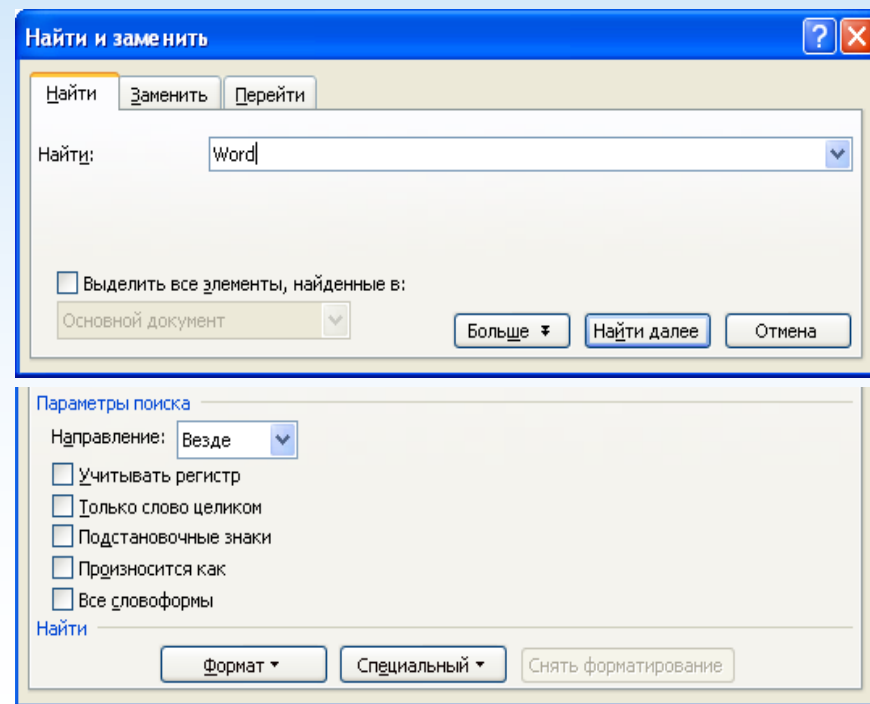 Найти и заменить
Найти Заменить Перейти
Найти: Word
Выделить все элементы, найденные в:
Основной документ
Больше Найти далее Отмена
Параметры поиска
Направление: Везде
Учитывать регистр
Только слово целиком
Подстановочные знаки
Произносится как
Все словоформы
Найти
Формат Специальный Снять форматирование